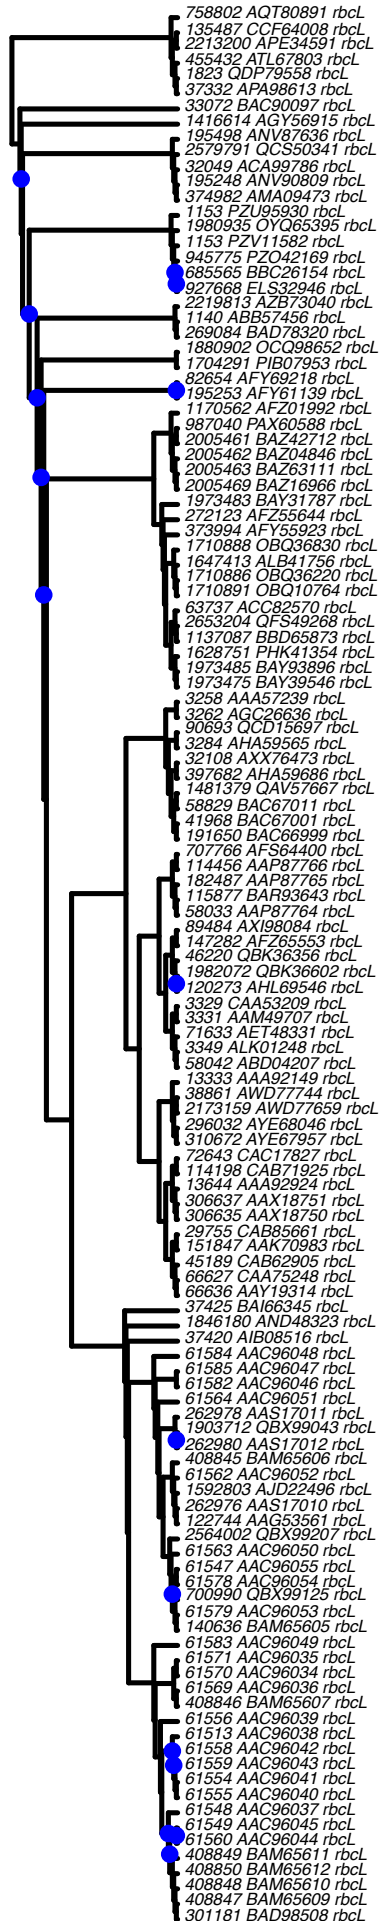 758802 AQT80891 rbcL
135487 CCF64008 rbcL
2213200 APE34591 rbcL
455432 ATL67803 rbcL
1823 QDP79558 rbcL
37332 APA98613 rbcL
33072 BAC90097 rbcL
1416614 AGY56915 rbcL
195498 ANV87636 rbcL
2579791 QCS50341 rbcL
32049 ACA99786 rbcL
195248 ANV90809 rbcL
374982 AMA09473 rbcL
1153 PZU95930 rbcL
1980935 OYQ65395 rbcL
1153 PZV11582 rbcL
945775 PZO42169 rbcL
685565 BBC26154 rbcL
927668 ELS32946 rbcL
2219813 AZB73040 rbcL
1140 ABB57456 rbcL
269084 BAD78320 rbcL
1880902 OCQ98652 rbcL
1704291 PIB07953 rbcL
82654 AFY69218 rbcL
195253 AFY61139 rbcL
1170562 AFZ01992 rbcL
987040 PAX60588 rbcL
2005461 BAZ42712 rbcL
2005462 BAZ04846 rbcL
2005463 BAZ63111 rbcL
2005469 BAZ16966 rbcL
1973483 BAY31787 rbcL
272123 AFZ55644 rbcL
373994 AFY55923 rbcL
1710888 OBQ36830 rbcL
1647413 ALB41756 rbcL
1710886 OBQ36220 rbcL
1710891 OBQ10764 rbcL
63737 ACC82570 rbcL
2653204 QFS49268 rbcL
1137087 BBD65873 rbcL
1628751 PHK41354 rbcL
1973485 BAY93896 rbcL
1973475 BAY39546 rbcL
3258 AAA57239 rbcL
3262 AGC26636 rbcL
90693 QCD15697 rbcL
3284 AHA59565 rbcL
32108 AXX76473 rbcL
397682 AHA59686 rbcL
1481379 QAV57667 rbcL
58829 BAC67011 rbcL
41968 BAC67001 rbcL
191650 BAC66999 rbcL
707766 AFS64400 rbcL
114456 AAP87766 rbcL
182487 AAP87765 rbcL
115877 BAR93643 rbcL
58033 AAP87764 rbcL
89484 AXI98084 rbcL
147282 AFZ65553 rbcL
46220 QBK36356 rbcL
1982072 QBK36602 rbcL
120273 AHL69546 rbcL
3329 CAA53209 rbcL
3331 AAM49707 rbcL
71633 AET48331 rbcL
3349 ALK01248 rbcL
58042 ABD04207 rbcL
13333 AAA92149 rbcL
38861 AWD77744 rbcL
2173159 AWD77659 rbcL
296032 AYE68046 rbcL
310672 AYE67957 rbcL
72643 CAC17827 rbcL
114198 CAB71925 rbcL
13644 AAA92924 rbcL
306637 AAX18751 rbcL
306635 AAX18750 rbcL
29755 CAB85661 rbcL
151847 AAK70983 rbcL
45189 CAB62905 rbcL
66627 CAA75248 rbcL
66636 AAY19314 rbcL
37425 BAI66345 rbcL
1846180 AND48323 rbcL
37420 AIB08516 rbcL
61584 AAC96048 rbcL
61585 AAC96047 rbcL
61582 AAC96046 rbcL
61564 AAC96051 rbcL
262978 AAS17011 rbcL
1903712 QBX99043 rbcL
262980 AAS17012 rbcL
408845 BAM65606 rbcL
61562 AAC96052 rbcL
1592803 AJD22496 rbcL
262976 AAS17010 rbcL
122744 AAG53561 rbcL
2564002 QBX99207 rbcL
61563 AAC96050 rbcL
61547 AAC96055 rbcL
61578 AAC96054 rbcL
700990 QBX99125 rbcL
61579 AAC96053 rbcL
140636 BAM65605 rbcL
61583 AAC96049 rbcL
61571 AAC96035 rbcL
61570 AAC96034 rbcL
61569 AAC96036 rbcL
408846 BAM65607 rbcL
61556 AAC96039 rbcL
61513 AAC96038 rbcL
61558 AAC96042 rbcL
61559 AAC96043 rbcL
61554 AAC96041 rbcL
61555 AAC96040 rbcL
61548 AAC96037 rbcL
61549 AAC96045 rbcL
61560 AAC96044 rbcL
408849 BAM65611 rbcL
408850 BAM65612 rbcL
408848 BAM65610 rbcL
408847 BAM65609 rbcL
301181 BAD98508 rbcL